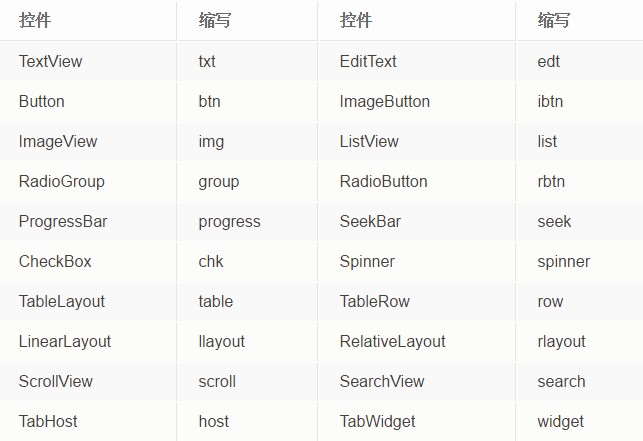 控件 缩写 控件 缩写
TextView txt EditText edt
Button btn ImageButton ibtn
ImageView img ListView list
RadioGroup group RadioButton rbtn
ProgressBar progress SeekBar seek
CheckBox chk Spinner spinner
TableLayout table TableRow row
LinearLayout llayout RelativeLayout rlayout
ScrollView scroll SearchView search
TabHost host TabWidget widget